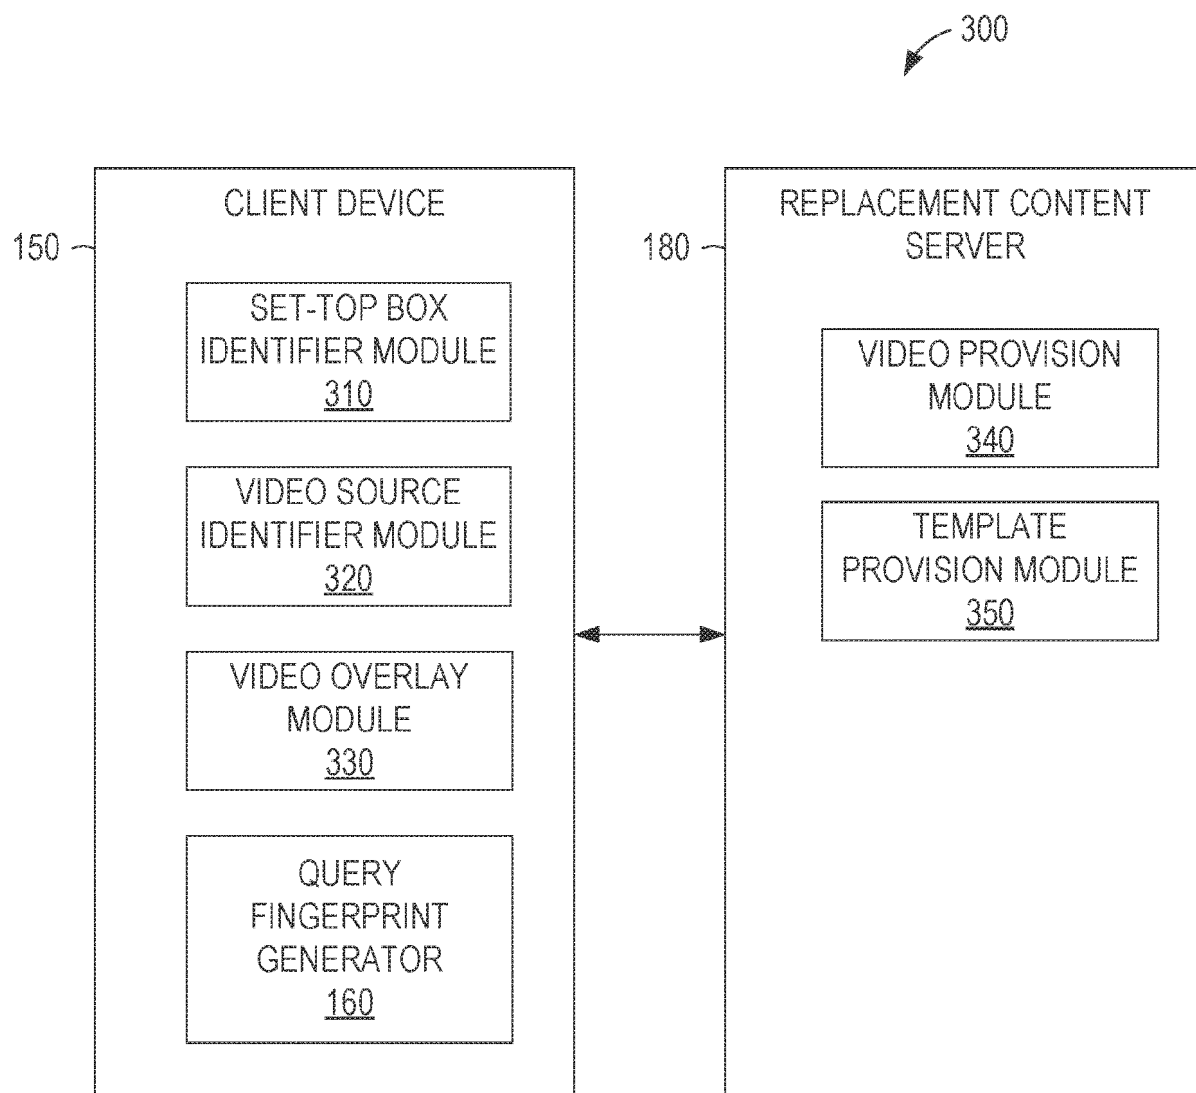 300
CLIENT DEVICE
150
SET-TOP BOX
IDENTIFIER MODULE
310
VIDEO SOURCE
IDENTIFIER MODULE
320
VIDEO OVERLAY
MODULE
330
QUERY
FINGERPRINT
GENERATOR
160
REPLACEMENT CONTENT
SERVER
180
VIDEO PROVISION
MODULE
340
TEMPLATE
PROVISION MODULE
350